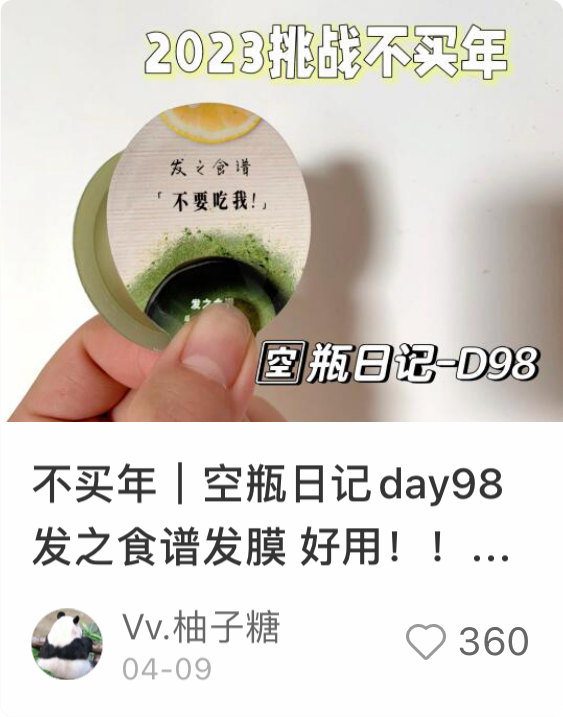 2023挑战不买年
发之食谱
「不要吃我!」
发之食谱
空瓶日记-D98
不买年｜空瓶日记day98
发之食谱发膜 好用！！...
Vv.柚子糖
04-09
360